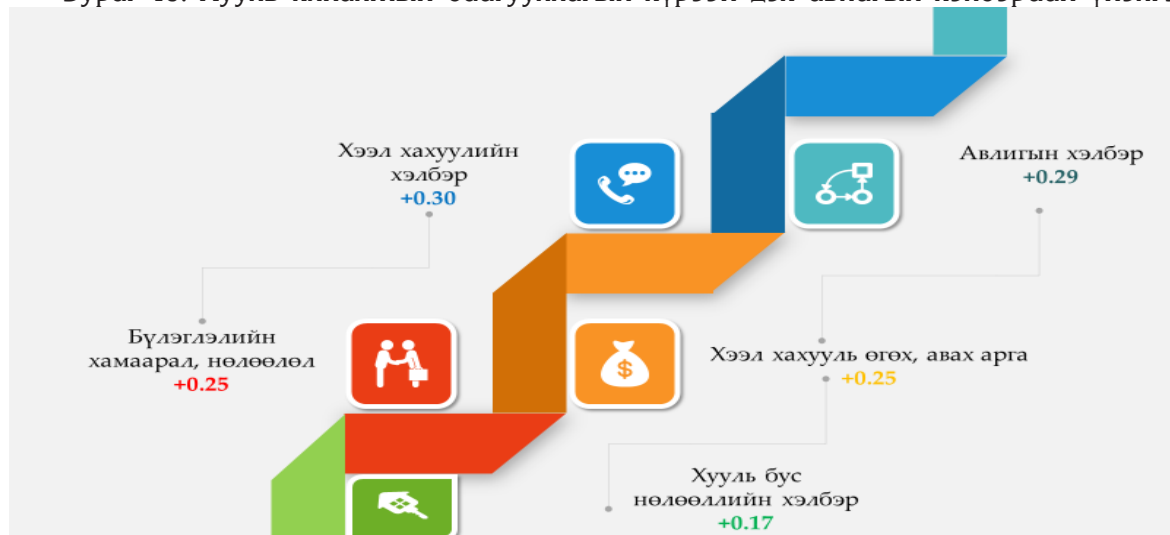 Хээл хахуулийн
хэлбэр
+0.30
Авлигын хэлбэр
+0.29
Бүлэглэлийн
хамаарал, нөлөөлөл
+0.25
Хээл хахууль өгөх, авах арга
+0.25
Хууль бус
нөлөөллийн хэлбэр
+0.17
$